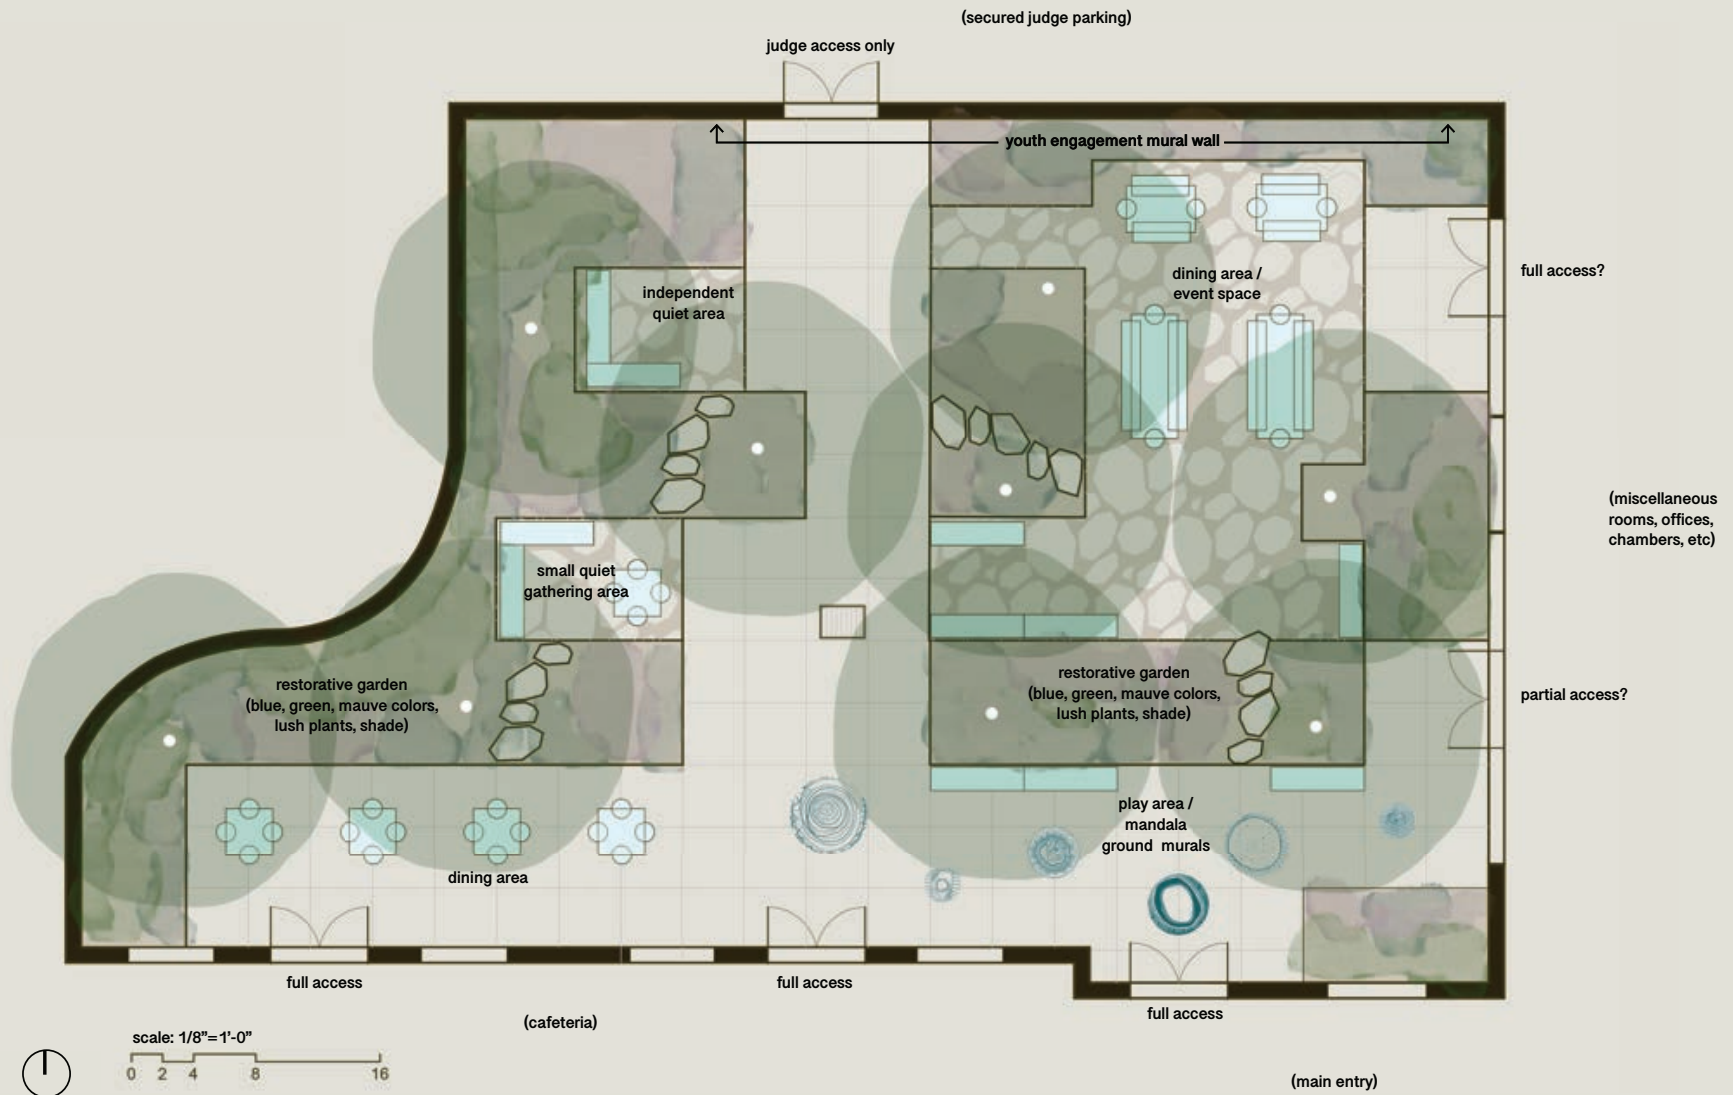 (secured judge parking)
judge access only
youth engagement mural wall
dining area /
event space
full access?
independent
quiet area
(miscellaneous
rooms, offices,
chambers, etc)
small quiet
gathering area
restorative garden
(blue, green, mauve colors,
lush plants, shade)
restorative garden
(blue, green, mauve colors,
lush plants, shade)
partial access?
play area /
mandala
ground murals
dining area
full access
full access
full access
(cafeteria)
scale: 1/8”=1’-0”
0 2 4 8 16
(main entry)